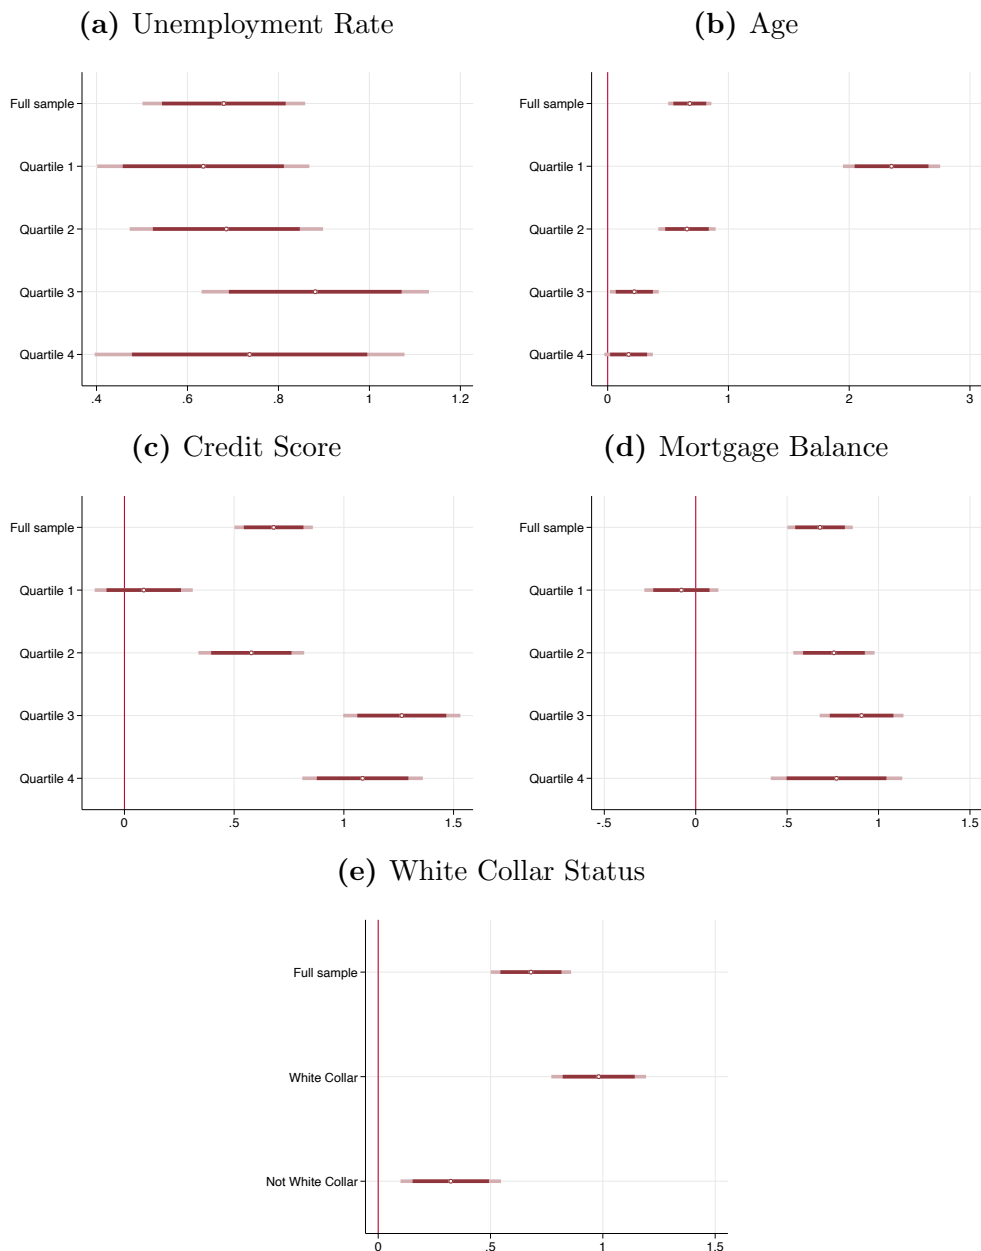 (a) Unemployment Rate
Full sample
Quartile 1
Quartile 2
Quartile 3
Quartile 4
.4 .6 .8 1 1.2
(b) Age
Full sample
Quartile 1
Quartile 2
Quartile 3
Quartile 4
0 1 2 3
(c) Credit Score
Full sample
Quartile 1
Quartile 2
Quartile 3
Quartile 4
0 .5 1 1.5
(d) Mortgage Balance
Full sample
Quartile 1
Quartile 2
Quartile 3
Quartile 4
-.5 0 .5 1 1.5
(e) White Collar Status
Full sample
White Collar
Not White Collar
0 .5 1 1.5